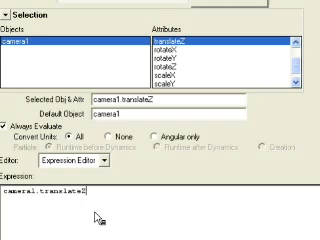 Selection
Objects Attributes
camera1 translateZ
rotateX
rotateY
rotateZ
scaleX
scaleY
Selected Obj & Attr camera1.translateZ
Default Object camera1
Always Evaluate
Convert Units: All None Angular only
Particle: Runtime before Dynamics Runtime after Dynamics Creation
Editor: Expression Editor
Expression:
camera1.translateZ